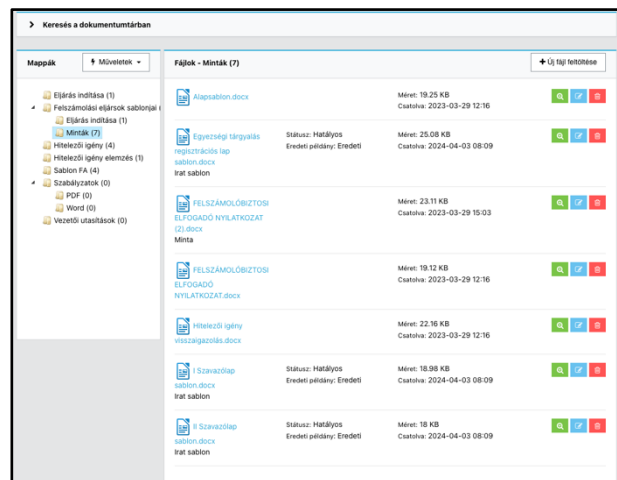 Keresés a dokumentumtárban
Mappák
Műveletek
Eljárás indítása (1)
Felszámolási eljársok sablonjai (
Eljárás indítása (1)
Minták (7)
Hitelezői igény (4)
Hitelezői igény elemzés (1)
Sablon FA (4)
Szabályzatok (0)
PDF (0)
Word (0)
Vezetői utasítások (0)
Fájlok - Minták (7)
+ Új fájl feltöltése
Alapsablon.docx
Méret: 19.25 KB
Csatolva: 2023-03-29 12:16
Egyezségi tárgyalás
regisztrációs lap
sablon.docx
Irat sablon
Státusz: Hatályos
Eredeti példány: Eredeti
Méret: 25.08 KB
Csatolva: 2024-04-03 08:09
FELSZÁMOLÓBIZTOSI
ELFOGADÓ NYILATKOZAT
(2).docx
Minta
Méret: 23.11 KB
Csatolva: 2023-03-29 15:03
FELSZÁMOLÓBIZTOSI
ELFOGADÓ
NYILATKOZAT.docx
Méret: 19.12 KB
Csatolva: 2023-03-29 12:16
Hitelezői igény
visszaigazolás.docx
Méret: 22.16 KB
Csatolva: 2023-03-29 12:16
I Szavazólap
sablon.docx
Irat sablon
Státusz: Hatályos
Eredeti példány: Eredeti
Méret: 18.98 KB
Csatolva: 2024-04-03 08:09
II Szavazólap
sablon.docx
Irat sablon
Státusz: Hatályos
Eredeti példány: Eredeti
Méret: 18 KB
Csatolva: 2024-04-03 08:09